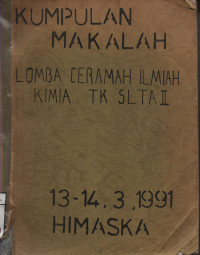 KUMPULAN
MAKALAH
LOMBA CERAMAH ILMIAH
KIMIA TK SLTA II
13-14, 3, 1991
HIMASKA